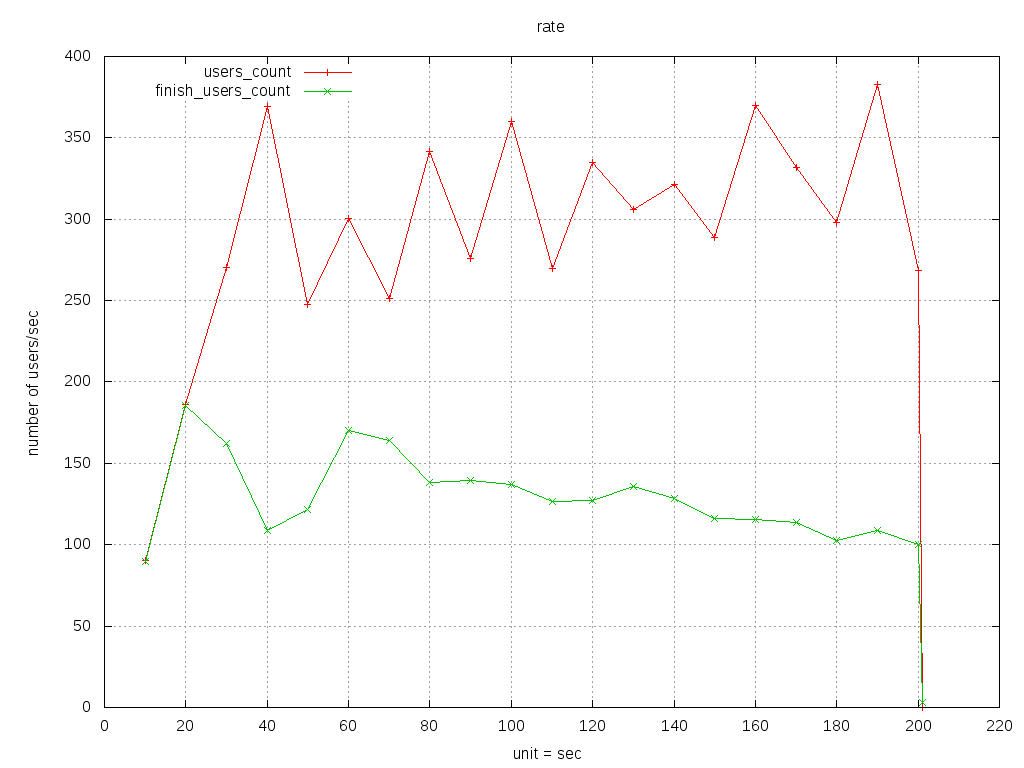 rate
users_count
finish_users_count
number of users/sec
400
350
300
250
200
150
100
50
0
0 20 40 60 80 100 120 140 160 180 200 220
unit = sec